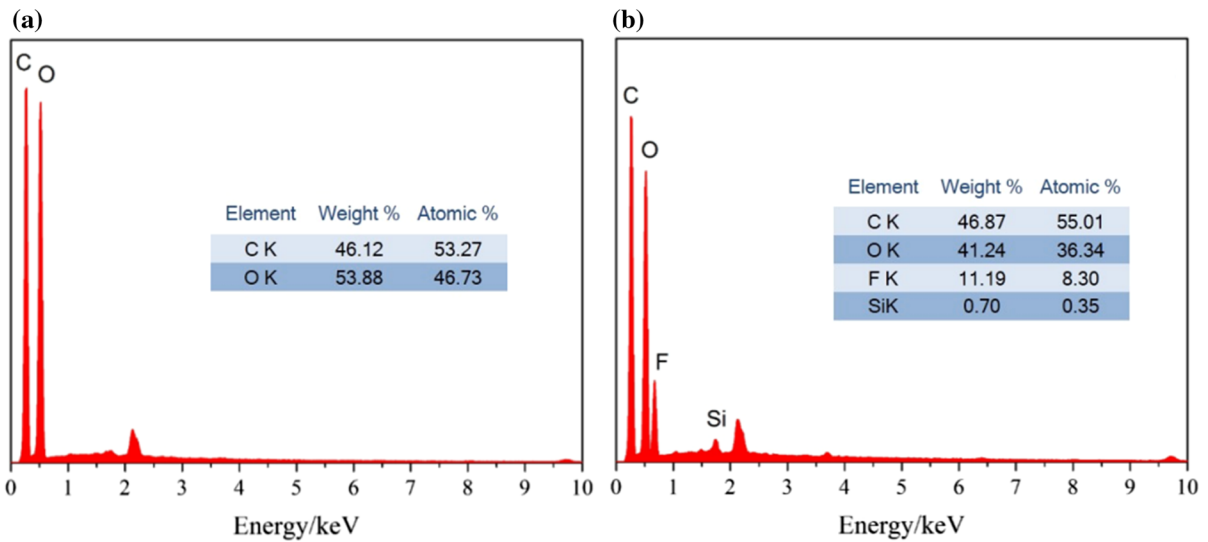 (a)
C
O
Element Weight % Atomic %
C K 46.12 53.27
O K 53.88 46.73
0 1 2 3 4 5 6 7 8 9 10
Energy/keV
(b)
C
O
F
Si
Element Weight % Atomic %
C K 46.87 55.01
O K 41.24 36.34
F K 11.19 8.30
SiK 0.70 0.35
0 1 2 3 4 5 6 7 8 9 10
Energy/keV